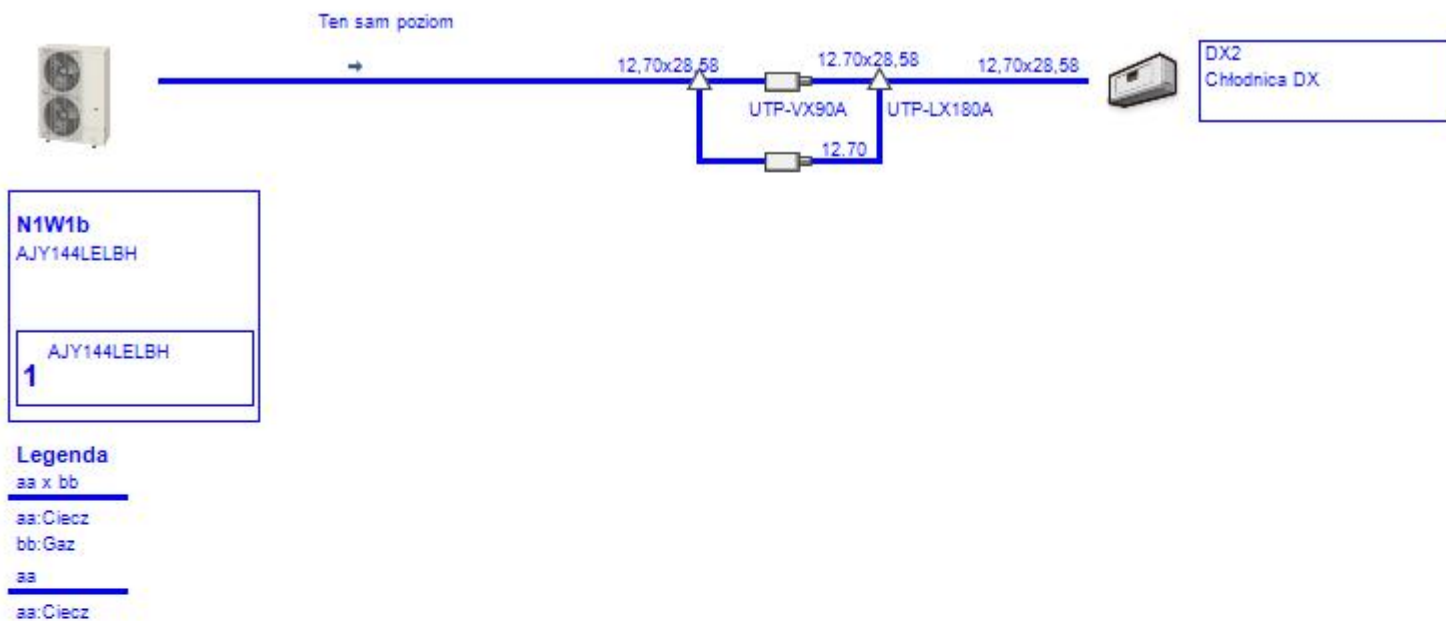 Ten sam poziom
12,70x28,58
12.70x28,58
12,70x28,58
DX2
Chłodnica DX
UTP-VX90A
UTP-LX180A
12.70
N1W1b
AJY144LELBH
AJY144LELBH
1
Legenda
aa x bb
aa:Ciecz
bb:Gaz
aa
aa:Ciecz